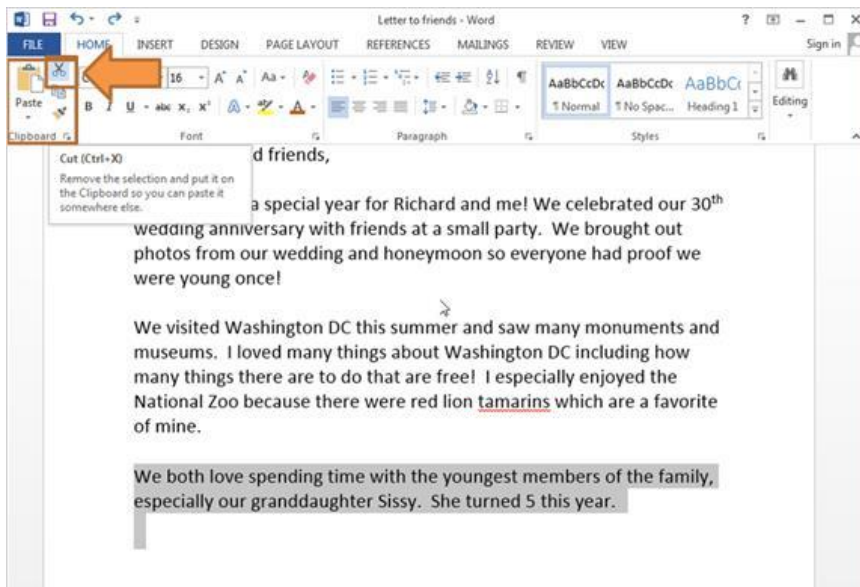 Letter to friends - Word
?
FILE HOME INSERT DESIGN PAGE LAYOUT REFERENCES MAILINGS REVIEW VIEW Sign in
16 A A Aa
Paste B I U abc x₂ x² A ab A AaBbCcDc AaBbCcDc AaBbCc Editing
¶ Normal ¶ No Spac... Heading 1
Clipboard Font Paragraph Styles
Cut (Ctrl+X)
Remove the selection and put it on
the Clipboard so you can paste it
somewhere else.
d friends,
a special year for Richard and me! We celebrated our 30th
wedding anniversary with friends at a small party. We brought out
photos from our wedding and honeymoon so everyone had proof we
were young once!
We visited Washington DC this summer and saw many monuments and
museums. I loved many things about Washington DC including how
many things there are to do that are free! I especially enjoyed the
National Zoo because there were red lion tamarins which are a favorite
of mine.
We both love spending time with the youngest members of the family,
especially our granddaughter Sissy. She turned 5 this year.